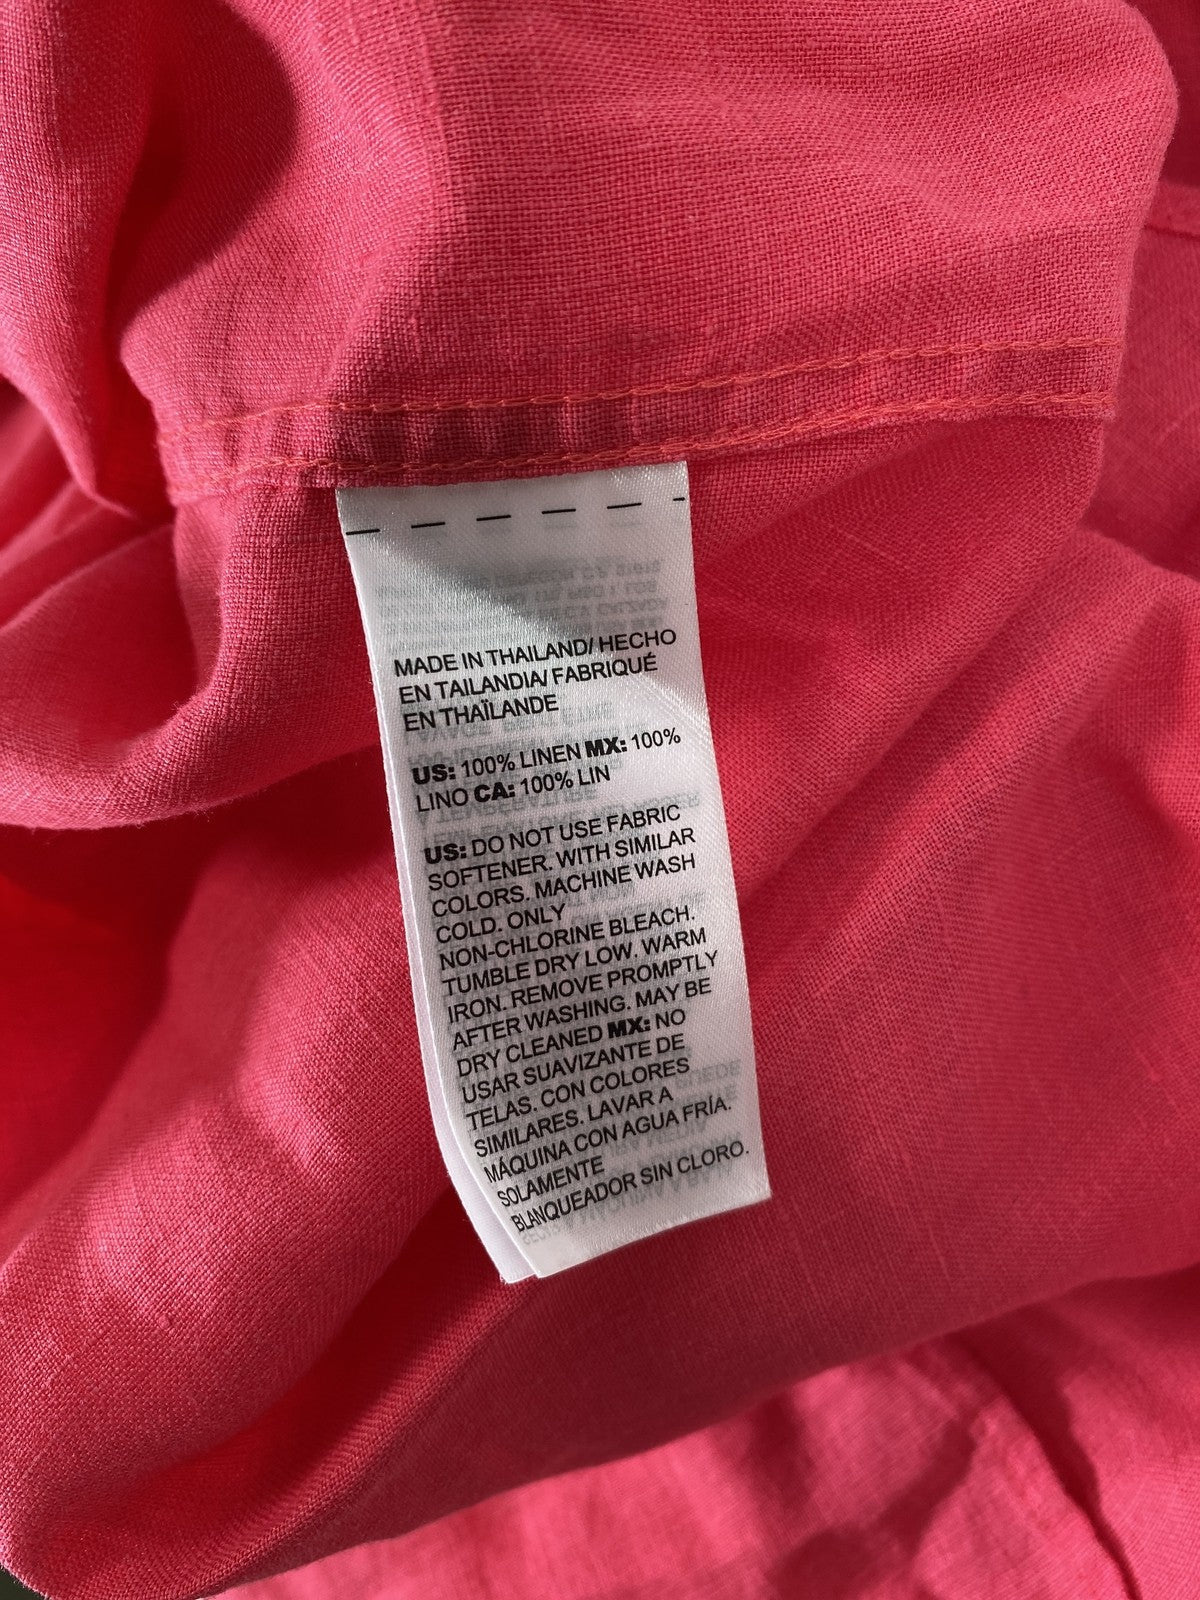 MADE IN THAILAND/ HECHO
EN TAILANDIA/ FABRIQUÉ
EN THAÏLANDE
US: 100% LINEN MX: 100%
LINO CA: 100% LIN
US: DO NOT USE FABRIC
SOFTENER. WITH SIMILAR
COLORS. MACHINE WASH
COLD. ONLY
NON-CHLORINE BLEACH.
TUMBLE DRY LOW. WARM
IRON. REMOVE PROMPTLY
AFTER WASHING. MAY BE
DRY CLEANED MX: NO
USAR SUAVIZANTE DE
TELAS. CON COLORES
SIMILARES. LAVAR A
MÁQUINA CON AGUA FRÍA.
SOLAMENTE
BLANQUEADOR SIN CLORO.